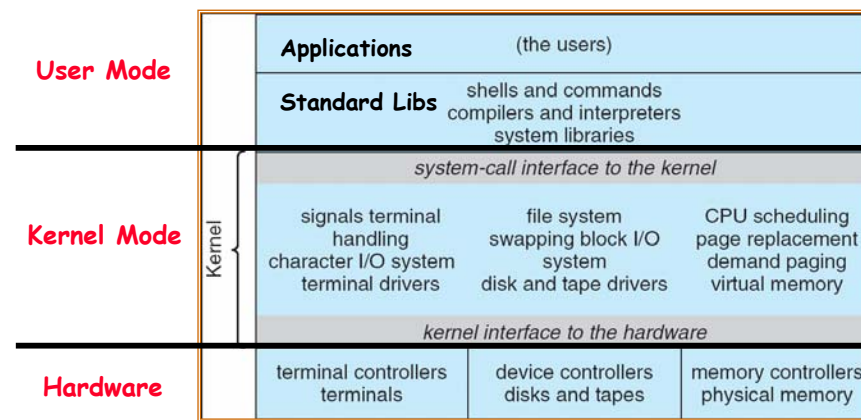 User Mode
Applications
(the users)
Standard Libs
shells and commands
compilers and interpreters
system libraries
Kernel Mode
Kernel
system-call interface to the kernel
signals terminal
handling
character I/O system
terminal drivers
file system
swapping block I/O
system
disk and tape drivers
CPU scheduling
page replacement
demand paging
virtual memory
kernel interface to the hardware
Hardware
terminal controllers
terminals
device controllers
disks and tapes
memory controllers
physical memory